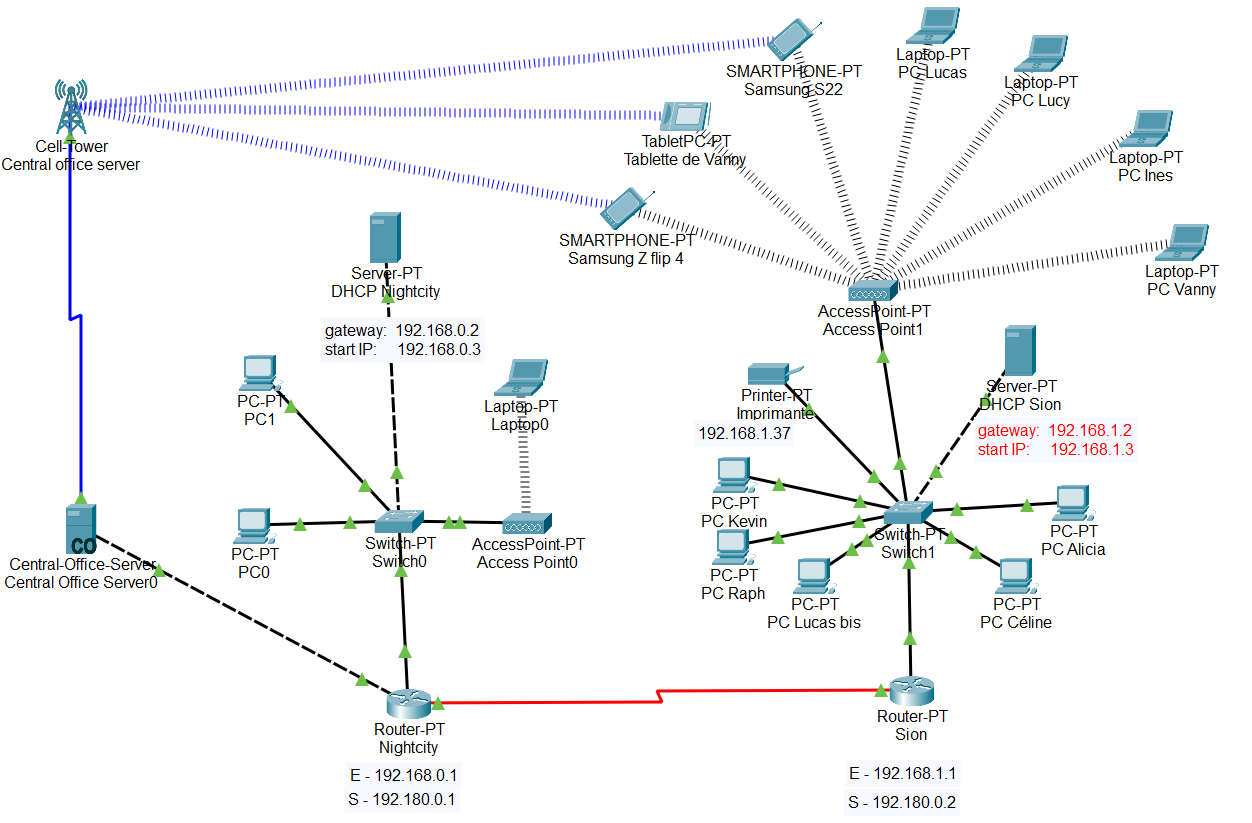 SMARTPHONE-PT
Samsung S22
Laptop-PT
PC Lucas
Laptop-PT
PC Lucy
Cell-Tower
Central office server
TabletPC-PT
Tablette de Vanny
Laptop-PT
PC Ines
SMARTPHONE-PT
Samsung Z flip 4
Laptop-PT
PC Vanny
Server-PT
DHCP Nightcity
gateway: 192.168.0.2
start IP: 192.168.0.3
AccessPoint-PT
Access Point1
PC-PT
PC1
Laptop-PT
Laptop0
Printer-PT
Imprimante
192.168.1.37
Server-PT
DHCP Sion
gateway: 192.168.1.2
start IP: 192.168.1.3
PC-PT
PC Kevin
CO
Central-Office-Server
Central Office Server0
PC-PT
PC0
Switch-PT
Switch0
AccessPoint-PT
Access Point0
Switch-PT
Switch1
PC-PT
PC Alicia
PC-PT
PC Raph
PC-PT
PC Lucas bis
PC-PT
PC Céline
Router-PT
Nightcity
E - 192.168.0.1
S - 192.180.0.1
Router-PT
Sion
E - 192.168.1.1
S - 192.180.0.2